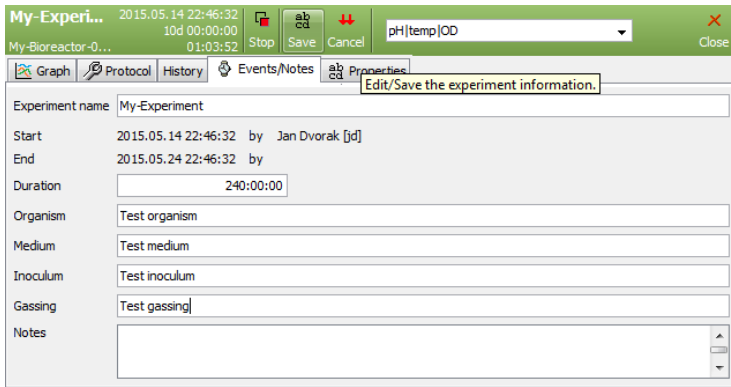 My-Experi...
2015.05.14 22:46:32
10d 00:00:00
My-Bioreactor-0...
01:03:52
Stop
ab cd
Save
Cancel
pH|temp|OD
Close
Graph
Protocol
History
Events/Notes
ab cd Properties
Edit/Save the experiment information.
Experiment name My-Experiment
Start 2015.05.14 22:46:32 by Jan Dvorak [jd]
End 2015.05.24 22:46:32 by
Duration 240:00:00
Organism Test organism
Medium Test medium
Inoculum Test inoculum
Gassing Test gassing
Notes